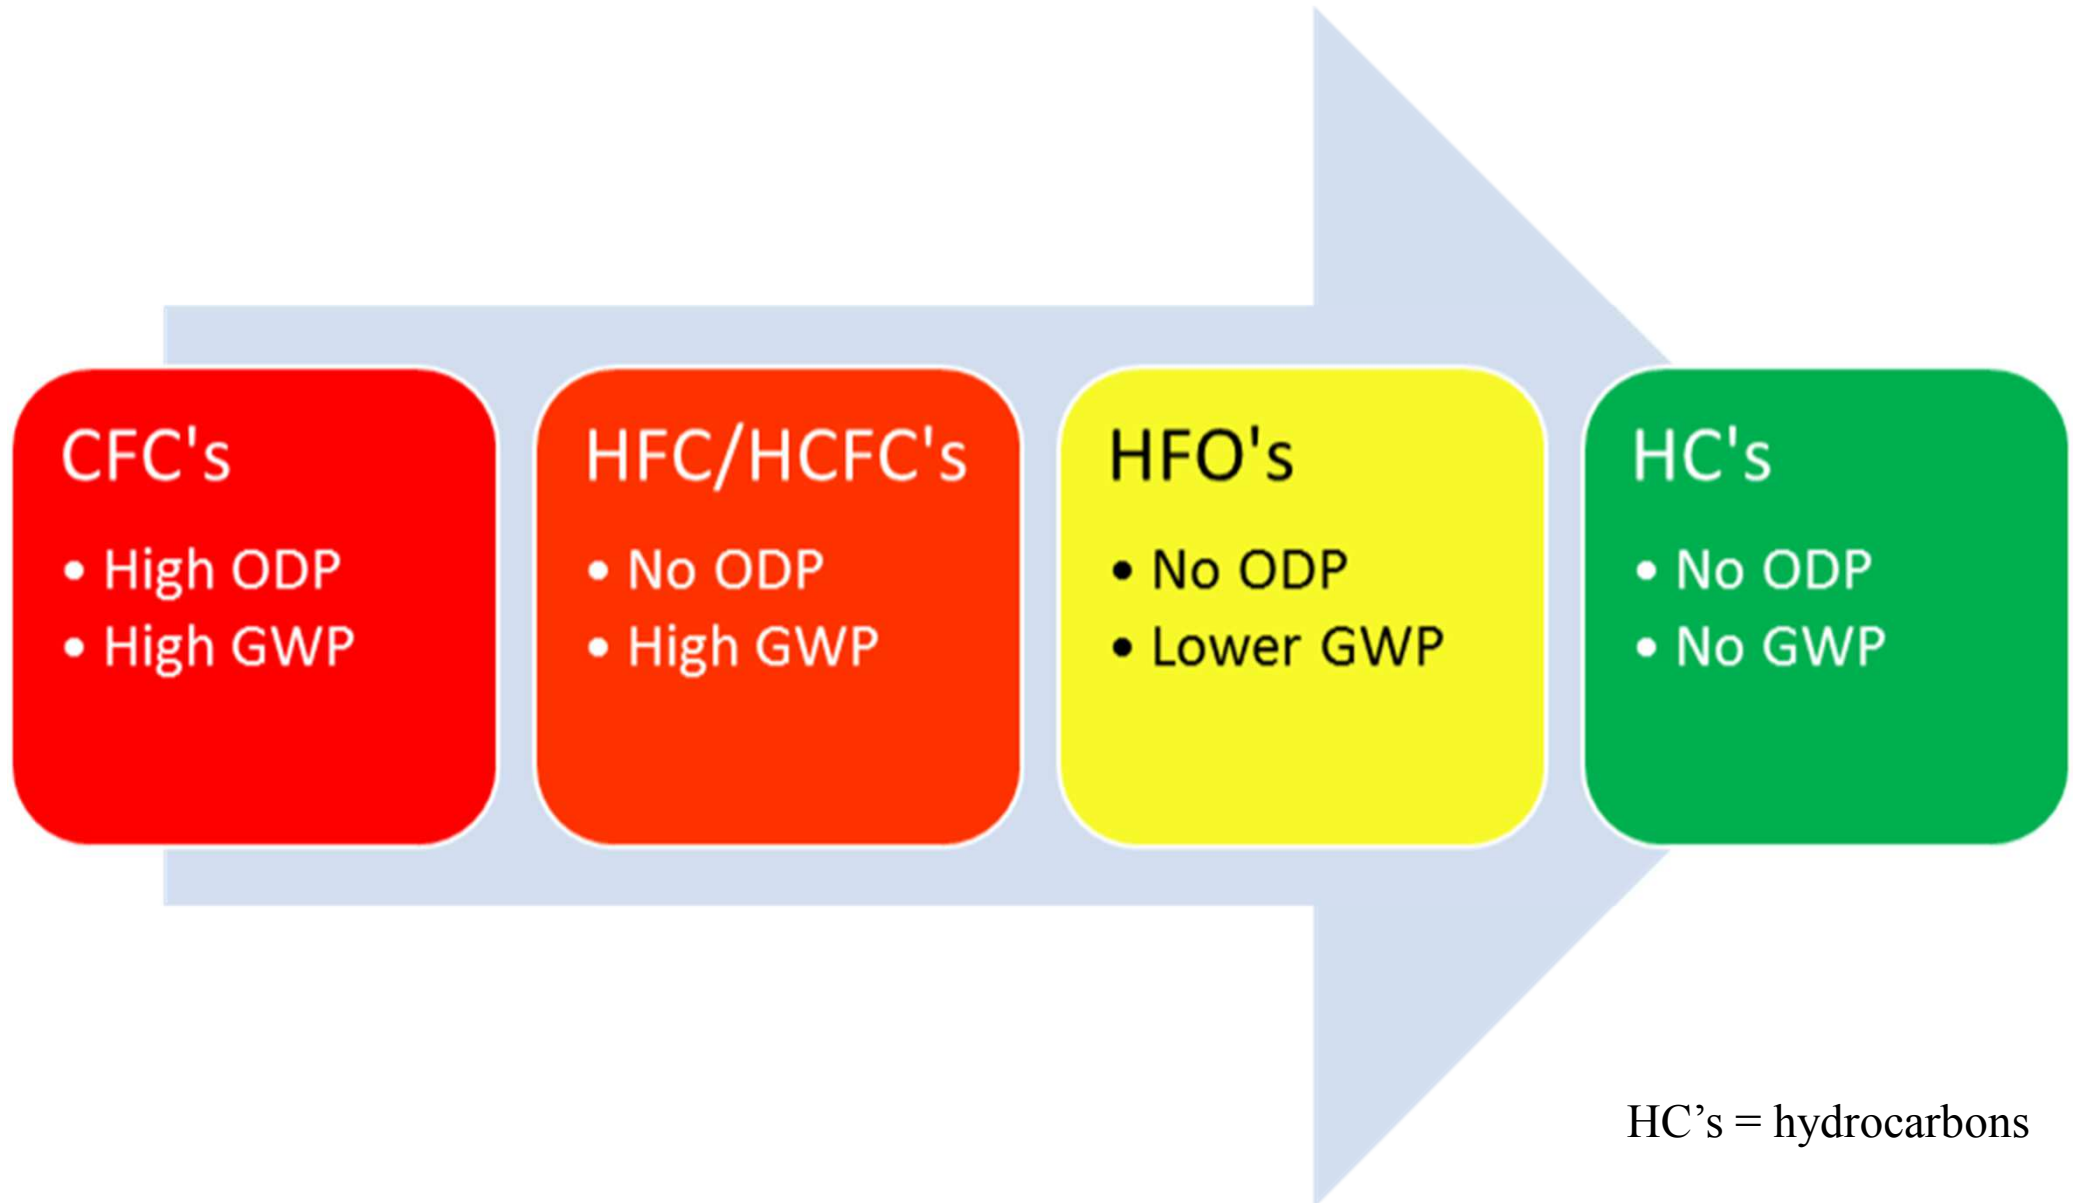 CFC's
• High ODP
• High GWP
HFC/HCFC's
• No ODP
• High GWP
HFO's
• No ODP
• Lower GWP
HC's
• No ODP
• No GWP
HC’s = hydrocarbons